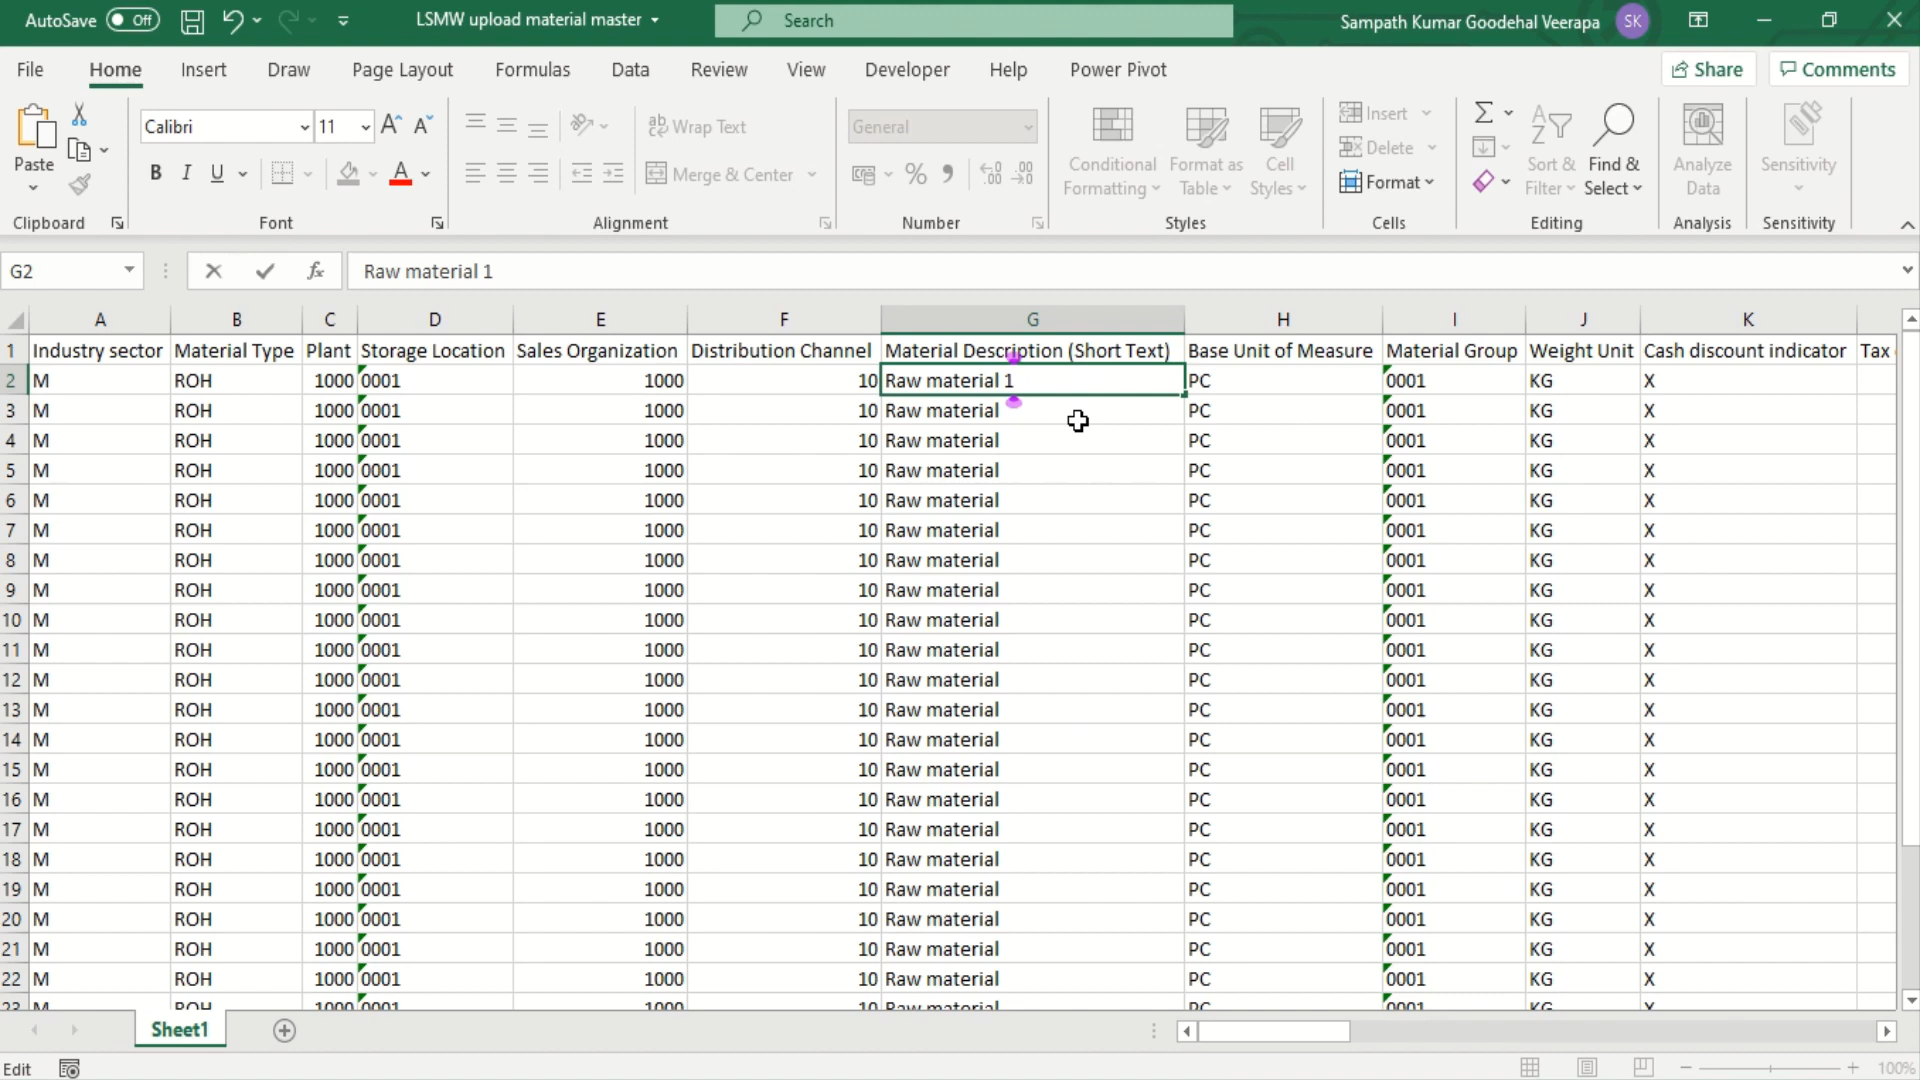 AutoSave Off LSMW upload material master Search Sampath Kumar Goodehal Veerapa SK
File Home Insert Draw Page Layout Formulas Data Review View Developer Help Power Pivot Share Comments
Paste Calibri 11 A^ Aˇ ab Wrap Text General Conditional Formatting Format as Table Cell Styles Insert Delete Format Sort & Filter Find & Select Analyze Data Sensitivity
B I U A Merge & Center % 9
Clipboard Font Alignment Number Styles Cells Editing Analysis Sensitivity
G2 fx Raw material 1
A B C D E F G H I J K
1 Industry sector Material Type Plant Storage Location Sales Organization Distribution Channel Material Description (Short Text) Base Unit of Measure Material Group Weight Unit Cash discount indicator Tax
2 M ROH 1000 0001 1000 10 Raw material 1 PC 0001 KG X
3 M ROH 1000 0001 1000 10 Raw material PC 0001 KG X
4 M ROH 1000 0001 1000 10 Raw material PC 0001 KG X
5 M ROH 1000 0001 1000 10 Raw material PC 0001 KG X
6 M ROH 1000 0001 1000 10 Raw material PC 0001 KG X
7 M ROH 1000 0001 1000 10 Raw material PC 0001 KG X
8 M ROH 1000 0001 1000 10 Raw material PC 0001 KG X
9 M ROH 1000 0001 1000 10 Raw material PC 0001 KG X
10 M ROH 1000 0001 1000 10 Raw material PC 0001 KG X
11 M ROH 1000 0001 1000 10 Raw material PC 0001 KG X
12 M ROH 1000 0001 1000 10 Raw material PC 0001 KG X
13 M ROH 1000 0001 1000 10 Raw material PC 0001 KG X
14 M ROH 1000 0001 1000 10 Raw material PC 0001 KG X
15 M ROH 1000 0001 1000 10 Raw material PC 0001 KG X
16 M ROH 1000 0001 1000 10 Raw material PC 0001 KG X
17 M ROH 1000 0001 1000 10 Raw material PC 0001 KG X
18 M ROH 1000 0001 1000 10 Raw material PC 0001 KG X
19 M ROH 1000 0001 1000 10 Raw material PC 0001 KG X
20 M ROH 1000 0001 1000 10 Raw material PC 0001 KG X
21 M ROH 1000 0001 1000 10 Raw material PC 0001 KG X
22 M ROH 1000 0001 1000 10 Raw material PC 0001 KG X
23 M ROH 1000 0001 1000 10 Raw material PC 0001 KG X
Sheet1
Edit 100%